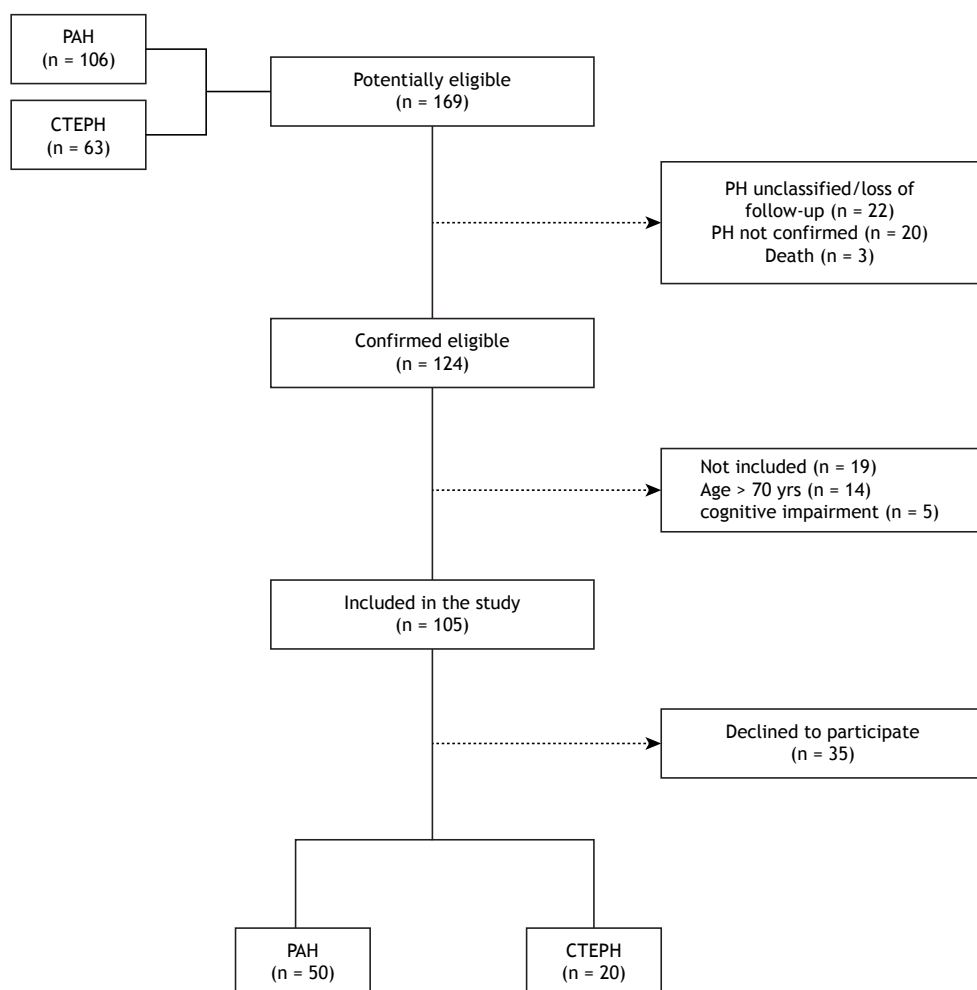 PAH
(n = 106)
CTEPH
(n = 63)
Potentially eligible
(n = 169)
PH unclassified/loss of
follow-up (n = 22)
PH not confirmed (n = 20)
Death (n = 3)
Confirmed eligible
(n = 124)
Not included (n = 19)
Age > 70 yrs (n = 14)
cognitive impairment (n = 5)
Included in the study
(n = 105)
Declined to participate
(n = 35)
PAH
(n = 50)
CTEPH
(n = 20)